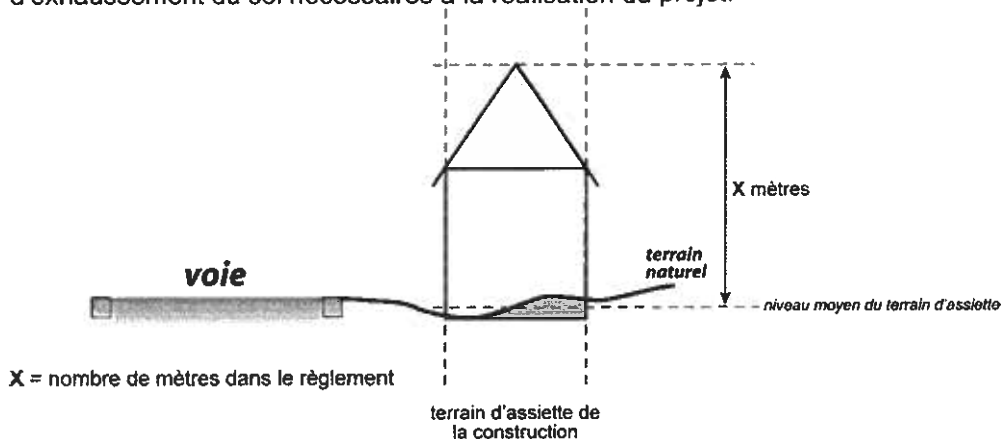 d'exhaussement du sol nécessaires à la réalisation du projet.
X mètres
voie
terrain
naturel
niveau moyen du terrain d'assiette
X = nombre de mètres dans le règlement
terrain d'assiette de
la construction